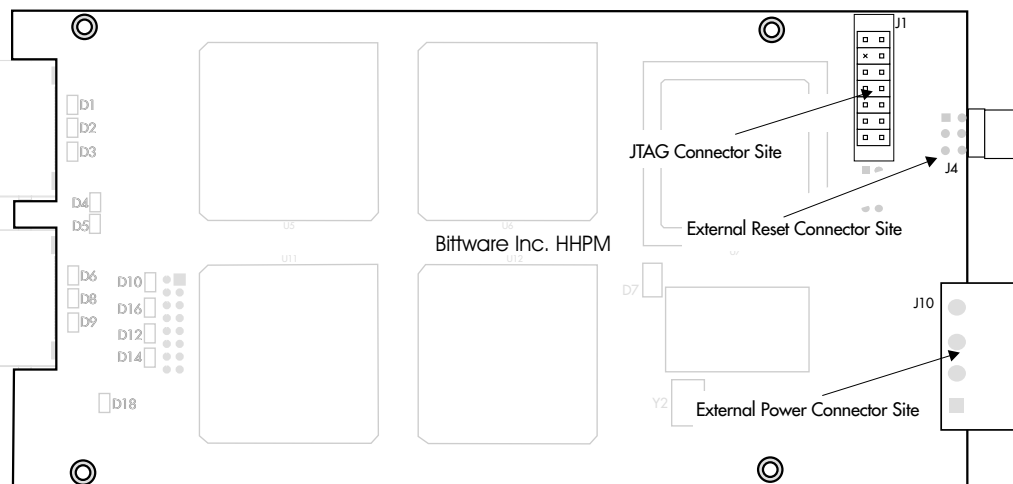 J1
D1
D2
D3
JTAG Connector Site
J4
D4
D5
U6
External Reset Connector Site
Bittware Inc. HHPM
U11
U12
D6
D8
D9
D10
D16
D12
D14
D7
J10
D18
Y2
External Power Connector Site